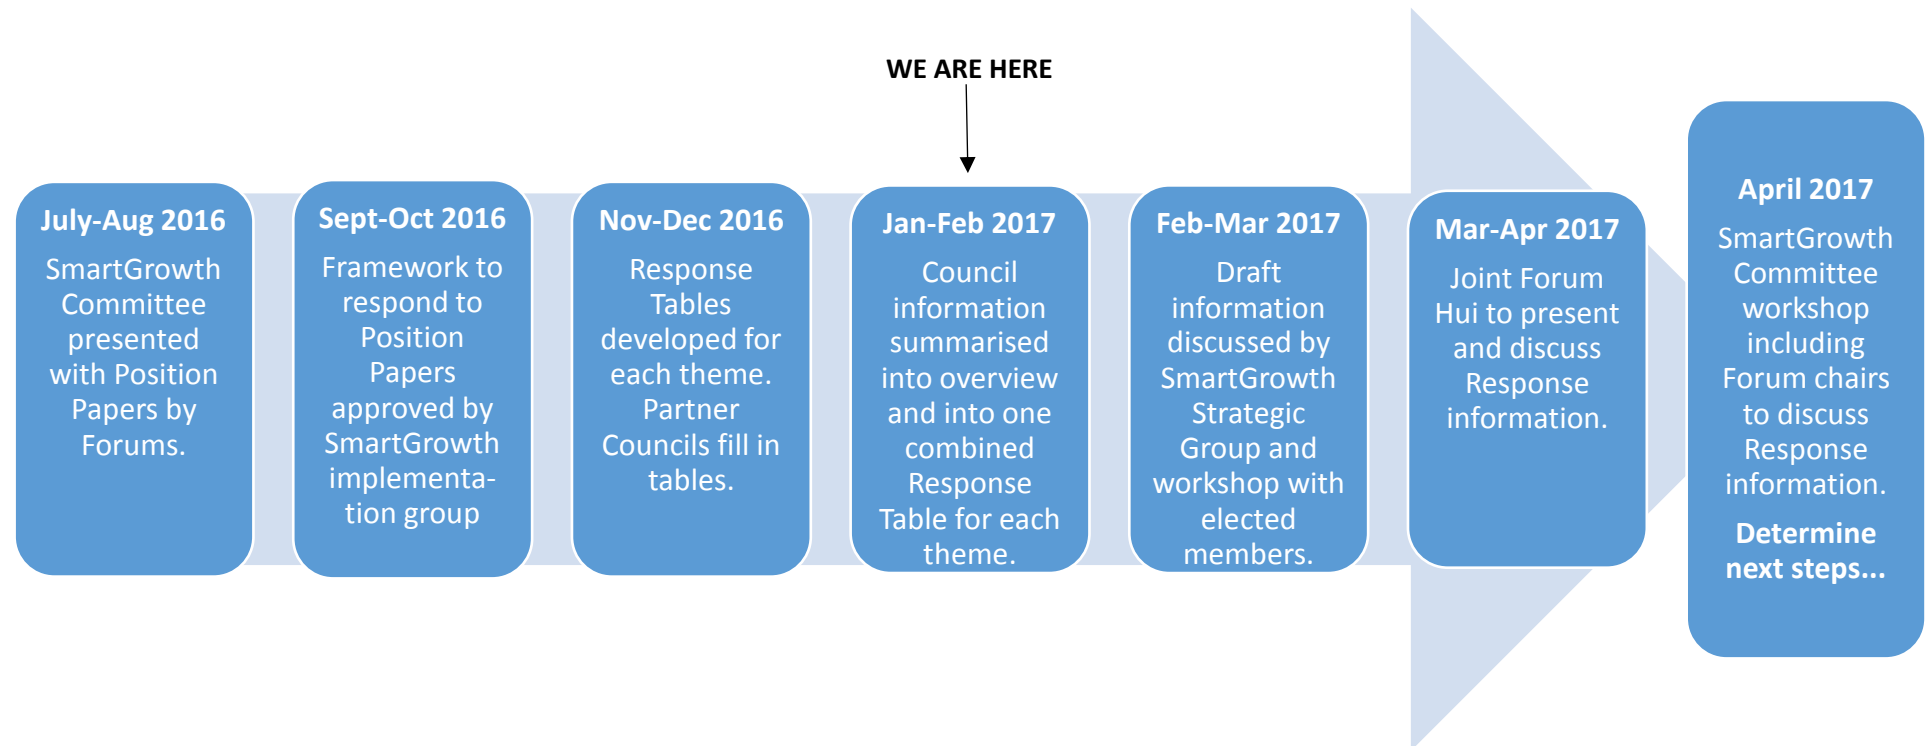 WE ARE HERE
July-Aug 2016
SmartGrowth
Committee
presented
with Position
Papers by
Forums.
Sept-Oct 2016
Framework to
respond to
Position
Papers
approved by
SmartGrowth
implementa-
tion group
Nov-Dec 2016
Response
Tables
developed for
each theme.
Partner
Councils fill in
tables.
Jan-Feb 2017
Council
information
summarised
into overview
and into one
combined
Response
Table for each
theme.
Feb-Mar 2017
Draft
information
discussed by
SmartGrowth
Strategic
Group and
workshop with
elected
members.
Mar-Apr 2017
Joint Forum
Hui to present
and discuss
Response
information.
April 2017
SmartGrowth
Committee
workshop
including
Forum chairs
to discuss
Response
information.
Determine
next steps...